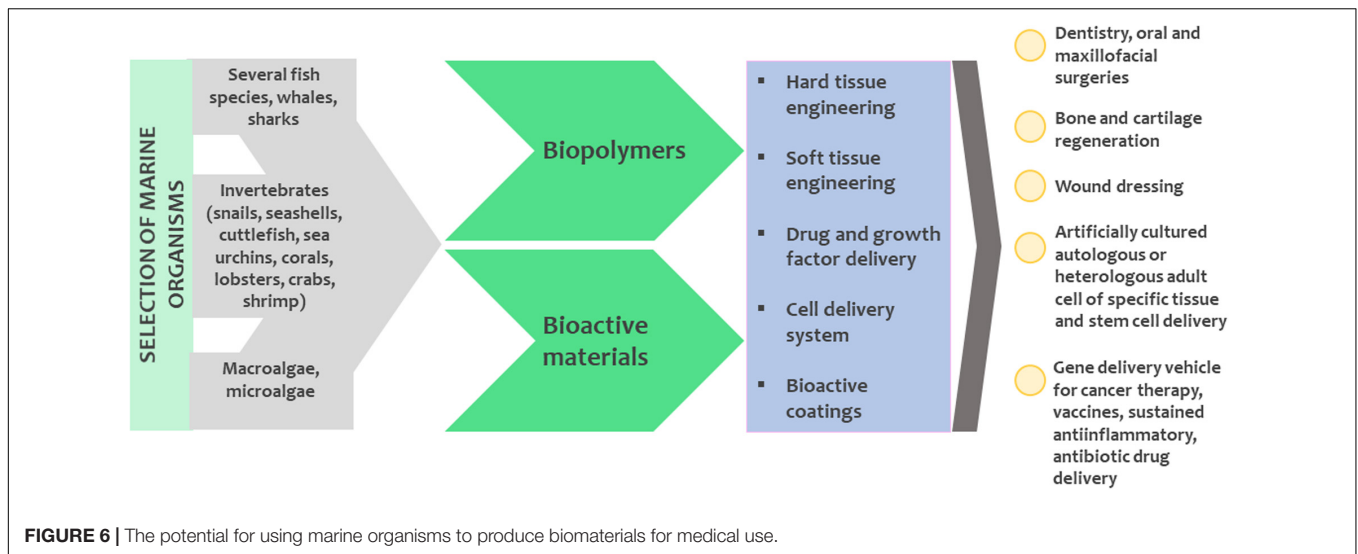 SELECTION OF MARINE
ORGANISMS
Several fish
species, whales,
sharks
Invertebrates
(snails, seashells,
cuttlefish, sea
urchins, corals,
lobsters, crabs,
shrimp)
Macroalgae,
microalgae
Biopolymers
Bioactive
materials
▪ Hard tissue
engineering
▪ Soft tissue
engineering
▪ Drug and growth
factor delivery
▪ Cell delivery
system
▪ Bioactive
coatings
Dentistry, oral and
maxillofacial
surgeries
Bone and cartilage
regeneration
Wound dressing
Artificially cultured
autologous or
heterologous adult
cell of specific tissue
and stem cell delivery
Gene delivery vehicle
for cancer therapy,
vaccines, sustained
antiinflammatory,
antibiotic drug
delivery
FIGURE 6 | The potential for using marine organisms to produce biomaterials for medical use.